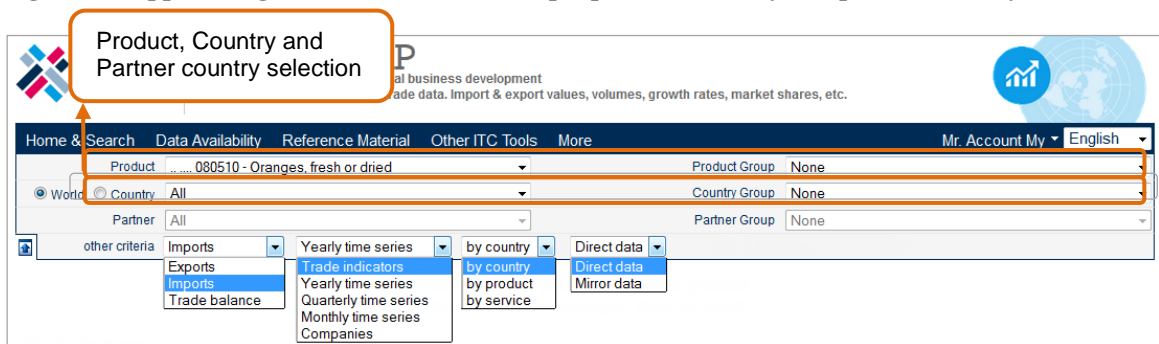 Product, Country and
Partner country selection
P
al business development
ade data. Import & export values, volumes, growth rates, market shares, etc.
Home & Search Data Availability Reference Material Other ITC Tools More Mr. Account My English
Product .. .... 080510 - Oranges, fresh or dried Product Group None
World Country All Country Group None
Partner All Partner Group None
other criteria Imports Yearly time series by country Direct data
Exports Trade indicators by country Direct data
Imports Yearly time series by product Mirror data
Trade balance Quarterly time series by service
Monthly time series
Companies